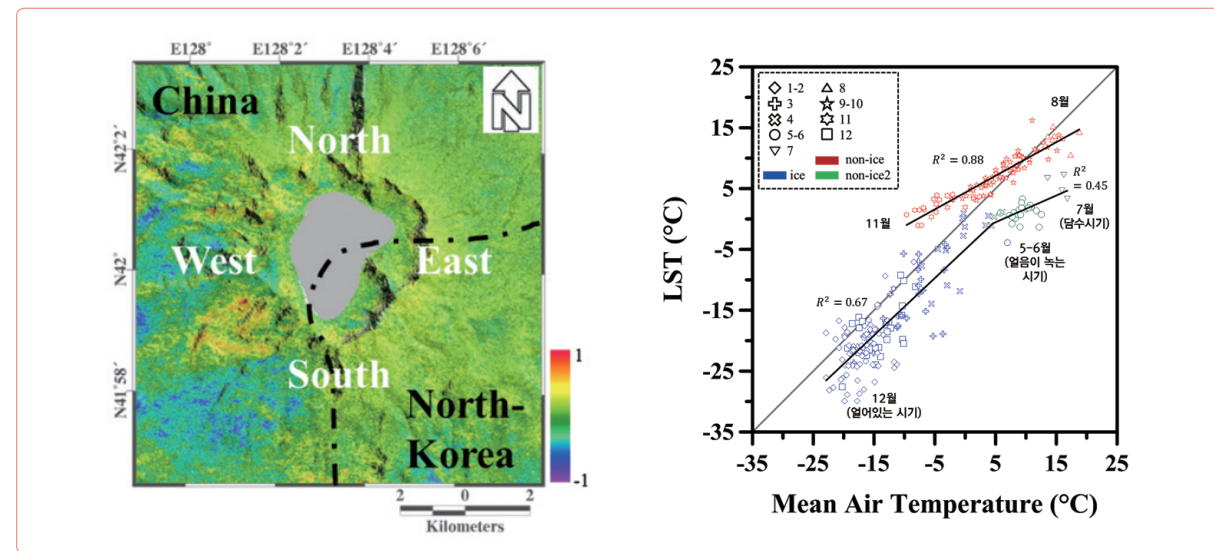 E128° E128°2´ E128°4´ E128°6´
China
N
North
N42°2´
West
East
N42°
South
N41°58´
North-
Korea
1
-1
2 0 2
Kilometers
25
15
5
-5
-15
-25
-35
LST (°C)
1-2 8
3 9-10
4 11
5-6 12
7
non-ice
ice non-ice2
8월
R² = 0.88
R²
= 0.45
11월
7월
(담수시기)
5-6월
(얼음이 녹는
시기)
R² = 0.67
12월
(얼어있는 시기)
-35 -25 -15 -5 5 15 25
Mean Air Temperature (°C)